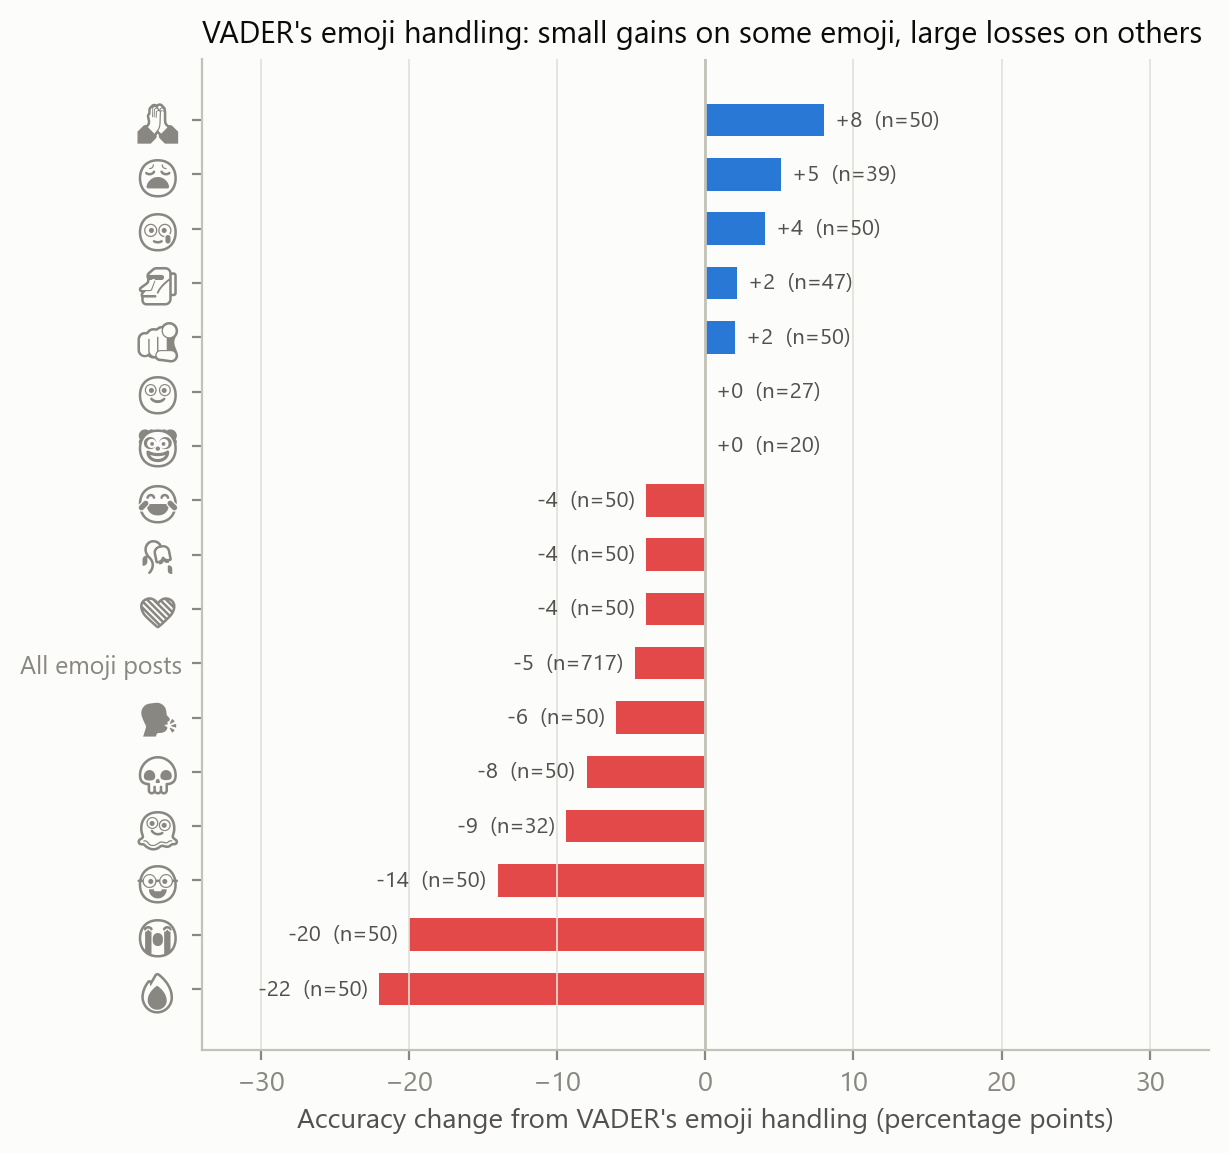 VADER's emoji handling: small gains on some emoji, large losses on others
+8 (n=50)
+5 (n=39)
+4 (n=50)
+2 (n=47)
+2 (n=50)
+0 (n=27)
+0 (n=20)
-4 (n=50)
-4 (n=50)
-4 (n=50)
All emoji posts -5 (n=717)
-6 (n=50)
-8 (n=50)
-9 (n=32)
-14 (n=50)
-20 (n=50)
-22 (n=50)
−30 −20 −10 0 10 20 30
Accuracy change from VADER's emoji handling (percentage points)